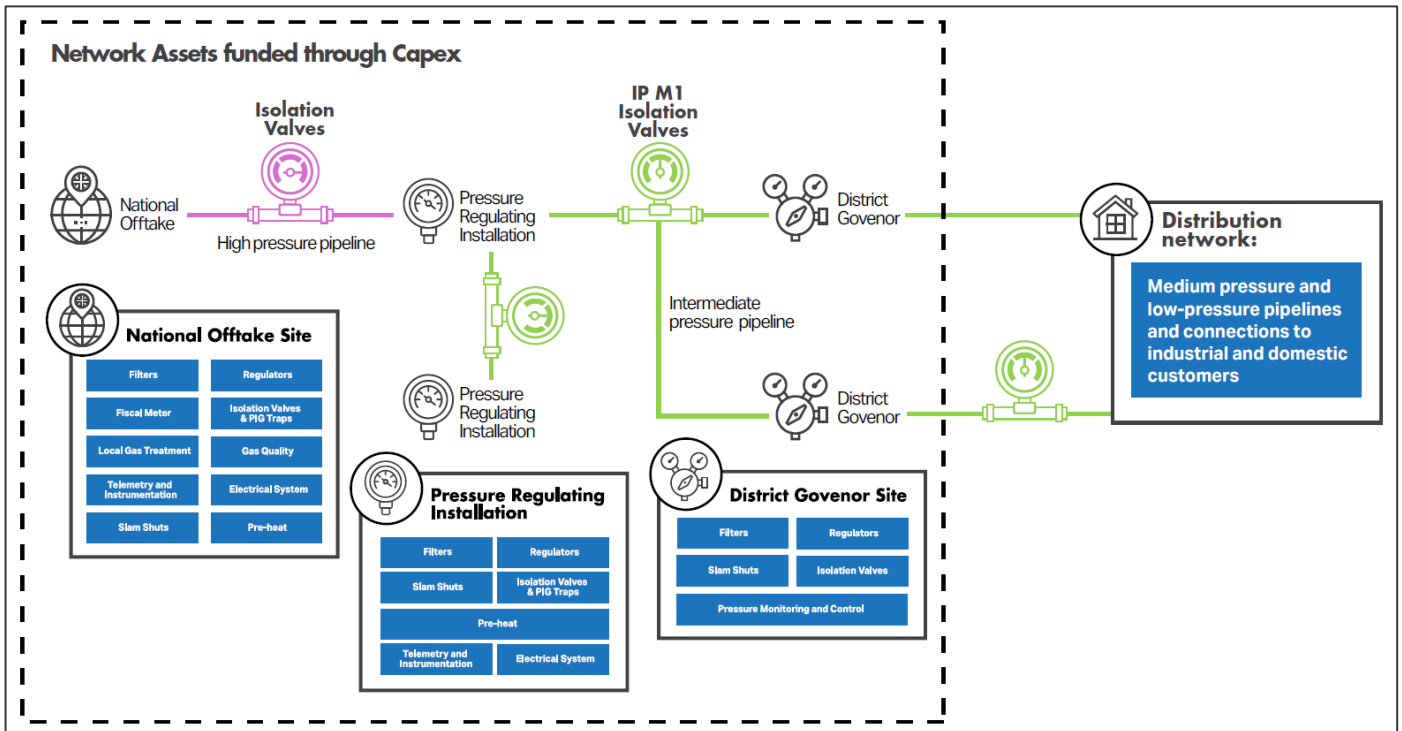 Network Assets funded through Capex
Isolation
Valves
IP M1
Isolation
Valves
National
Offtake
High pressure pipeline
Pressure
Regulating
Installation
District
Govenor
Distribution
network:
Medium pressure and
low-pressure pipelines
and connections to
industrial and domestic
customers
Intermediate
pressure pipeline
Pressure
Regulating
Installation
District
Govenor
National Offtake Site
Filters
Regulators
Fiscal Meter
Isolation Valves
& PIG Traps
Local Gas Treatment
Gas Quality
Telemetry and
Instrumentation
Electrical System
Slam Shuts
Pre-heat
Pressure Regulating
Installation
Filters
Regulators
Slam Shuts
Isolation Valves
& PIG Traps
Pre-heat
Telemetry and
Instrumentation
Electrical System
District Govenor Site
Filters
Regulators
Slam Shuts
Isolation Valves
Pressure Monitoring and Control